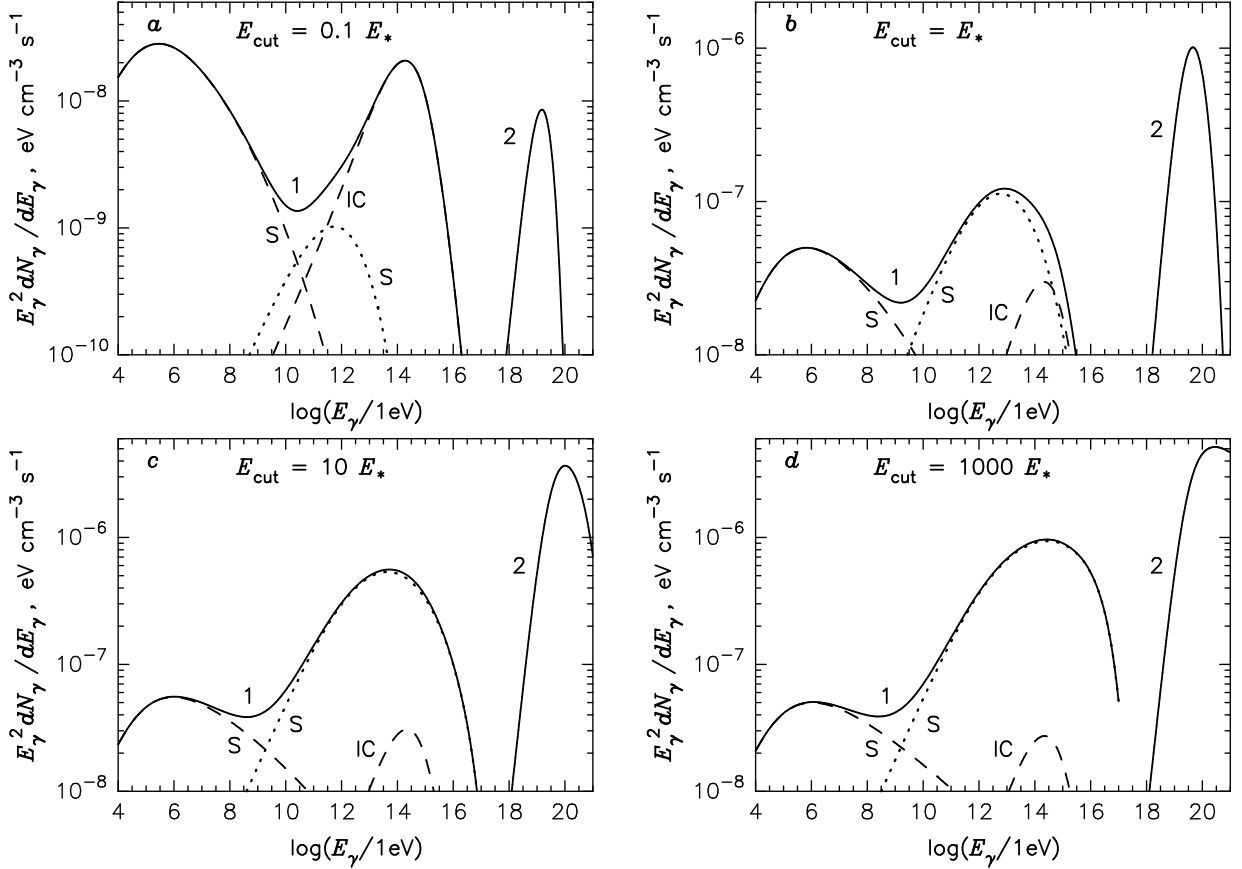 a
E_cut = 0.1 E_*
E_γ^2 dN_γ/dE_γ, eV cm^−3 s^−1
10^−8
10^−9
10^−10
1
2
S
IC
S
4 6 8 10 12 14 16 18 20
log(E_γ/1eV)
b
E_cut = E_*
E_γ^2 dN_γ/dE_γ, eV cm^−3 s^−1
10^−6
10^−7
10^−8
1
2
S
S
IC
4 6 8 10 12 14 16 18 20
log(E_γ/1eV)
c
E_cut = 10 E_*
E_γ^2 dN_γ/dE_γ, eV cm^−3 s^−1
10^−6
10^−7
10^−8
1
2
S
S
IC
4 6 8 10 12 14 16 18 20
log(E_γ/1eV)
d
E_cut = 1000 E_*
E_γ^2 dN_γ/dE_γ, eV cm^−3 s^−1
10^−6
10^−7
10^−8
1
2
S
S
IC
4 6 8 10 12 14 16 18 20
log(E_γ/1eV)